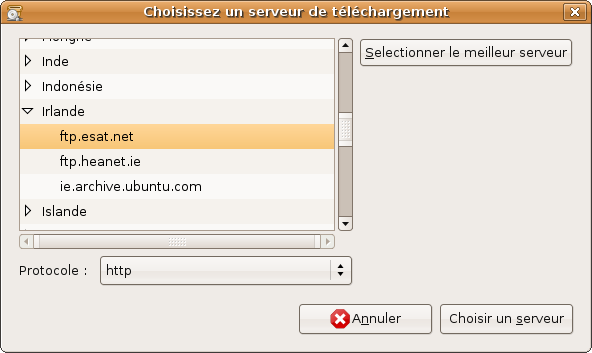 Choisissez un serveur de téléchargement
Inde
Indonésie
Irlande
ftp.esat.net
ftp.heanet.ie
ie.archive.ubuntu.com
Islande
Selectionner le meilleur serveur
Protocole :
http
Annuler
Choisir un serveur